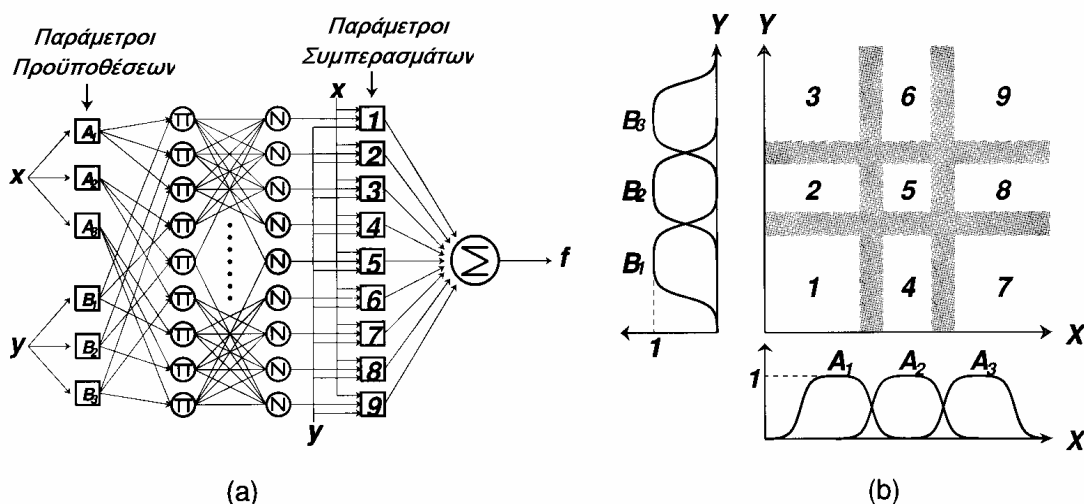 Παράμετροι
Προϋποθέσεων
Παράμετροι
Συμπερασμάτων
x
A1
A2
A3
y
B1
B2
B3
Π
Π
Π
Π
Π
Π
Π
Π
Π
N
N
N
N
N
N
N
N
N
x
1
2
3
4
5
6
7
8
9
y
Σ
f
(a)
Y
B3
B2
B1
1
Y
3 6 9
2 5 8
1 4 7
X
1
A1 A2 A3
X
(b)